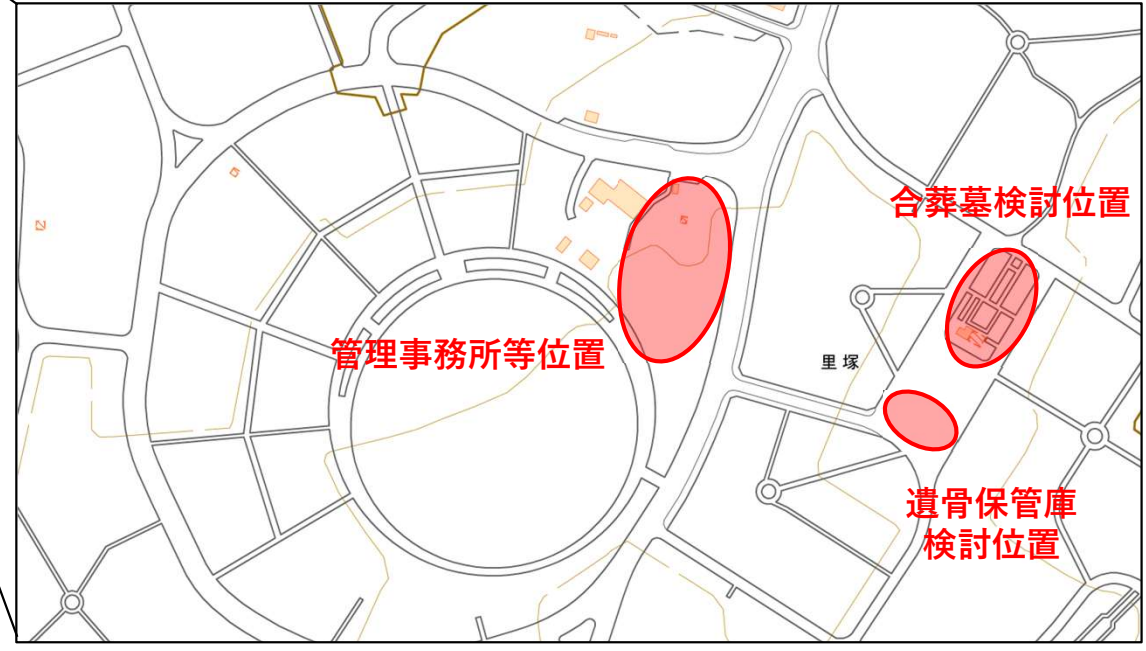 合葬墓検討位置
管理事務所等位置
里塚
遺骨保管庫
検討位置